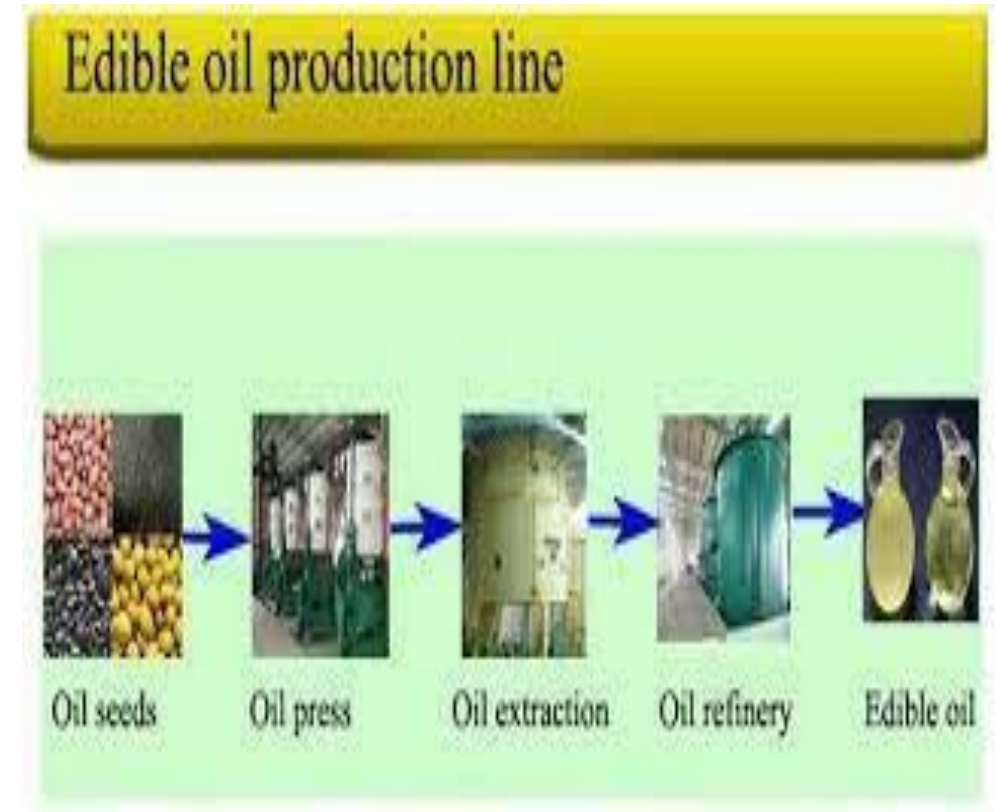 Edible oil production line
Oil seeds
Oil press
Oil extraction
Oil refinery
Edible oil